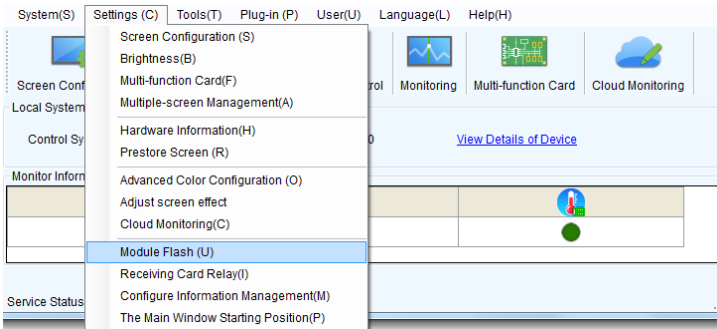 System(S) Settings (C) Tools(T) Plug-in (P) User(U) Language(L) Help(H)
Screen Configuration (S)
Brightness(B)
Multi-function Card(F)
Multiple-screen Management(A)
Hardware Information(H)
Prestore Screen (R)
Advanced Color Configuration (O)
Adjust screen effect
Cloud Monitoring(C)
Module Flash (U)
Receiving Card Relay(I)
Configure Information Management(M)
The Main Window Starting Position(P)
Screen Conf rol Monitoring Multi-function Card Cloud Monitoring
Local System
Control Sy 0 View Details of Device
Monitor Inform
Service Status